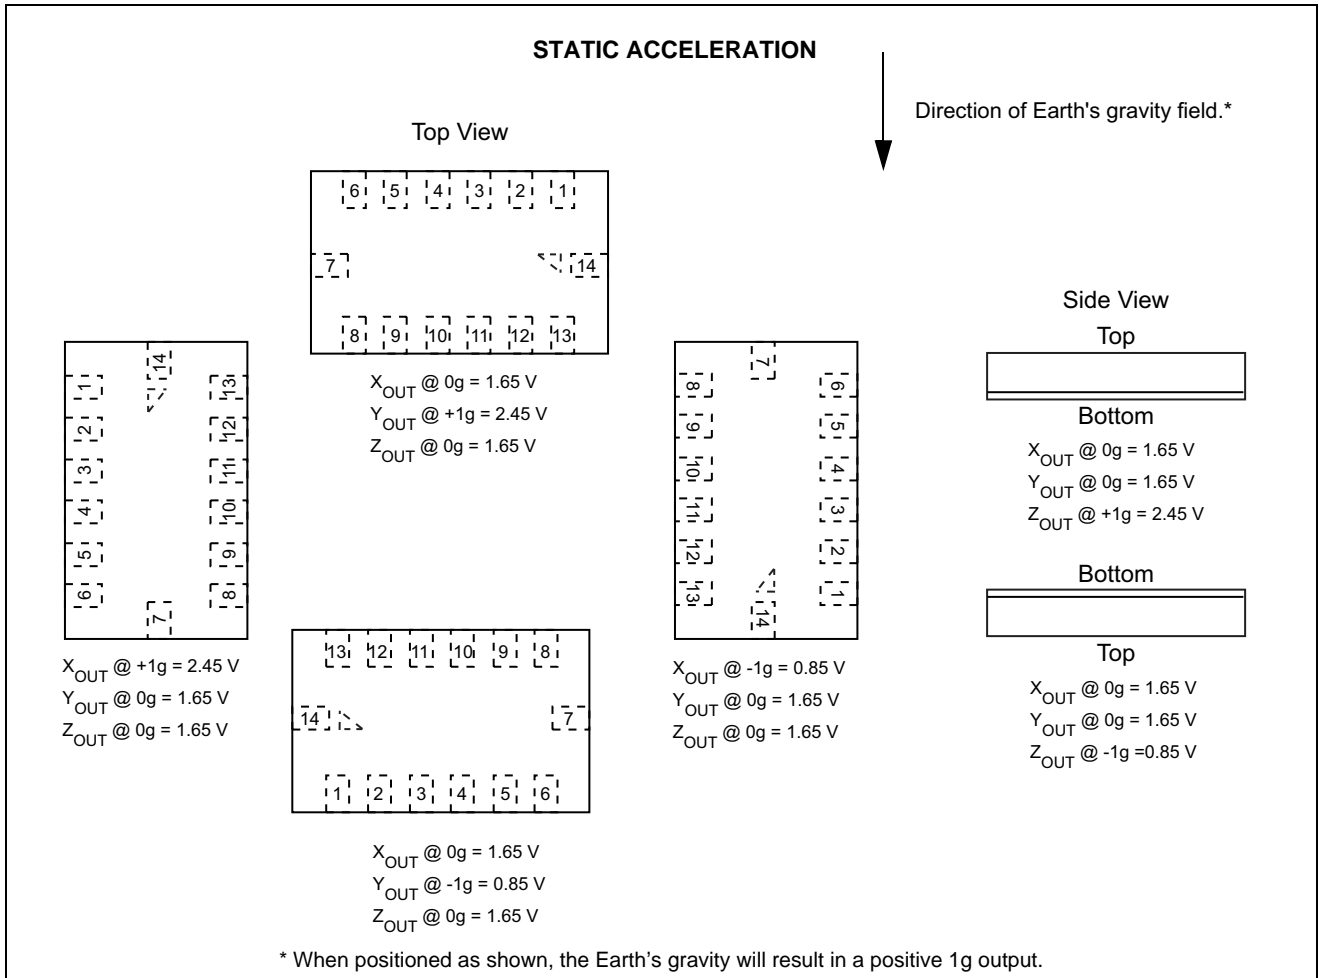 STATIC ACCELERATION
Direction of Earth's gravity field.*
Top View
6 5 4 3 2 1
7 14
8 9 10 11 12 13
X_OUT @ 0g = 1.65 V
Y_OUT @ +1g = 2.45 V
Z_OUT @ 0g = 1.65 V
14
1 13
2 12
3 11
4 10
5 9
6 8
7
X_OUT @ +1g = 2.45 V
Y_OUT @ 0g = 1.65 V
Z_OUT @ 0g = 1.65 V
13 12 11 10 9 8
14 7
1 2 3 4 5 6
X_OUT @ 0g = 1.65 V
Y_OUT @ -1g = 0.85 V
Z_OUT @ 0g = 1.65 V
7
8 6
9 5
10 4
11 3
12 2
13 1
14
X_OUT @ -1g = 0.85 V
Y_OUT @ 0g = 1.65 V
Z_OUT @ 0g = 1.65 V
Side View
Top
Bottom
X_OUT @ 0g = 1.65 V
Y_OUT @ 0g = 1.65 V
Z_OUT @ +1g = 2.45 V
Bottom
Top
X_OUT @ 0g = 1.65 V
Y_OUT @ 0g = 1.65 V
Z_OUT @ -1g =0.85 V
* When positioned as shown, the Earth's gravity will result in a positive 1g output.